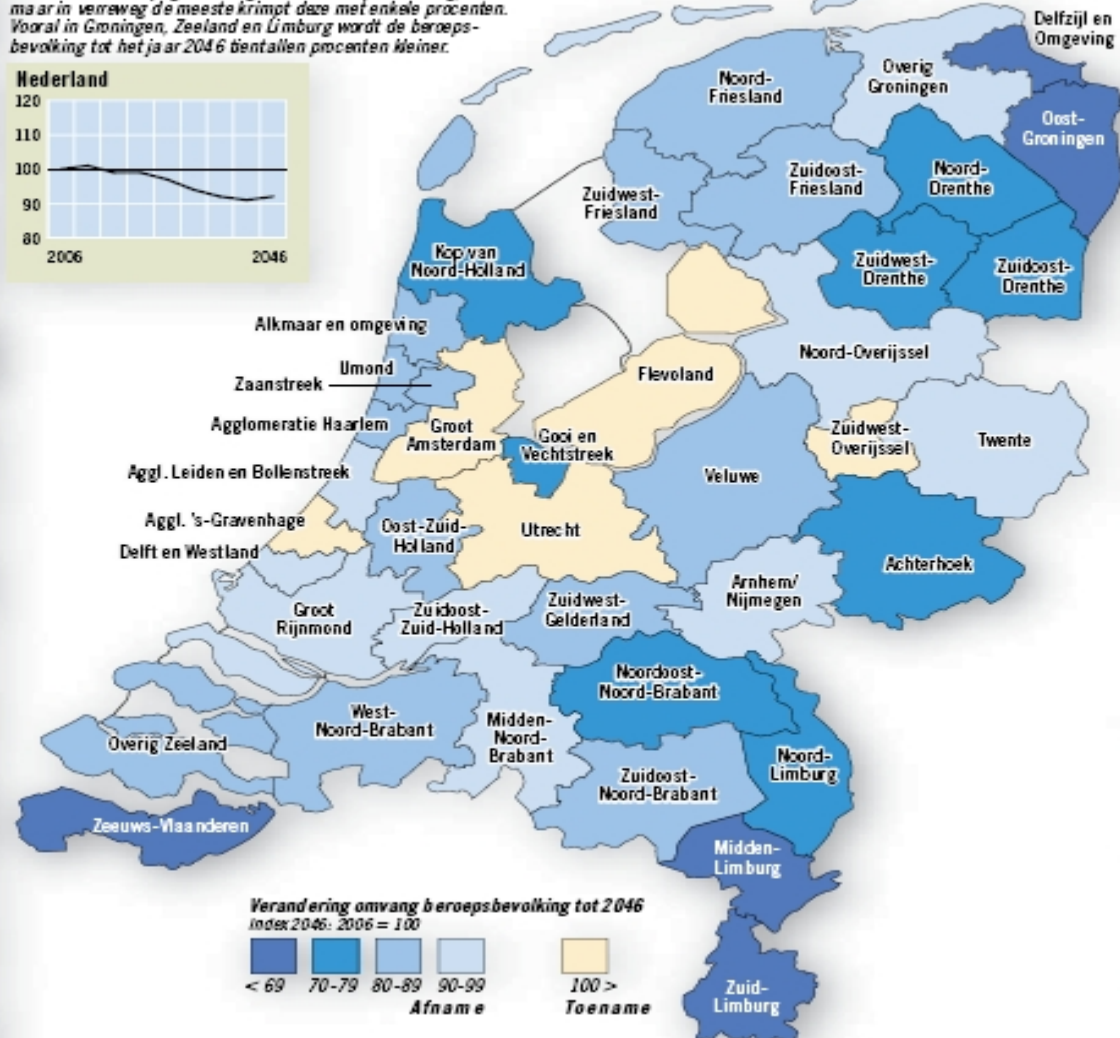 maar in verreweg de meeste krimpt deze met enkele procenten.
Vooral in Groningen, Zeeland en Limburg wordt de beroeps-
bevolking tot het jaar 2046 tientallen procenten kleiner.
Nederland
120
110
100
90
80
2006
2046
Delfzijl en
Omgeving
Overig
Groningen
Noord-
Friesland
Oost-
Groningen
Zuidwest-
Friesland
Zuidoost-
Friesland
Noord-
Drenthe
Kop van
Noord-Holland
Zuidwest-
Drenthe
Zuidoost-
Drenthe
Alkmaar en omgeving
Noord-Overijssel
IJmond
Zaanstreek
Flevoland
Agglomeratie Haarlem
Groot
Amsterdam
Gooi en
Vechtstreek
Zuidwest-
Overijssel
Twente
Aggl. Leiden en Bollenstreek
Veluwe
Aggl. 's-Gravenhage
Oost-Zuid-
Holland
Utrecht
Delft en Westland
Achterhoek
Arnhem/
Nijmegen
Groot
Rijnmond
Zuidoost-
Zuid-Holland
Zuidwest-
Gelderland
Noordoost-
Noord-Brabant
West-
Noord-Brabant
Midden-
Noord-
Brabant
Overig Zeeland
Noord-
Limburg
Zuidoost-
Noord-Brabant
Zeeuws-Vlaanderen
Midden-
Limburg
Zuid-
Limburg
Verandering omvang beroepsbevolking tot 2046
Index 2046: 2006 = 100
< 69 70-79 80-89 90-99 100 >
Afname Toename